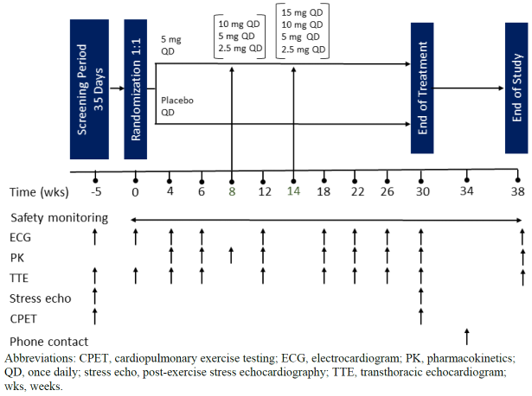 Screening Period
35 Days
Randomization 1:1
5 mg
QD
10 mg QD
5 mg QD
2.5 mg QD
15 mg QD
10 mg QD
5 mg QD
2.5 mg QD
Placebo
QD
End of Treatment
End of Study
Time (wks) -5 0 4 6 8 12 14 18 22 26 30 34 38
Safety monitoring
ECG
PK
TTE
Stress echo
CPET
Phone contact
Abbreviations: CPET, cardiopulmonary exercise testing; ECG, electrocardiogram; PK, pharmacokinetics;
QD, once daily; stress echo, post-exercise stress echocardiography; TTE, transthoracic echocardiogram;
wks, weeks.